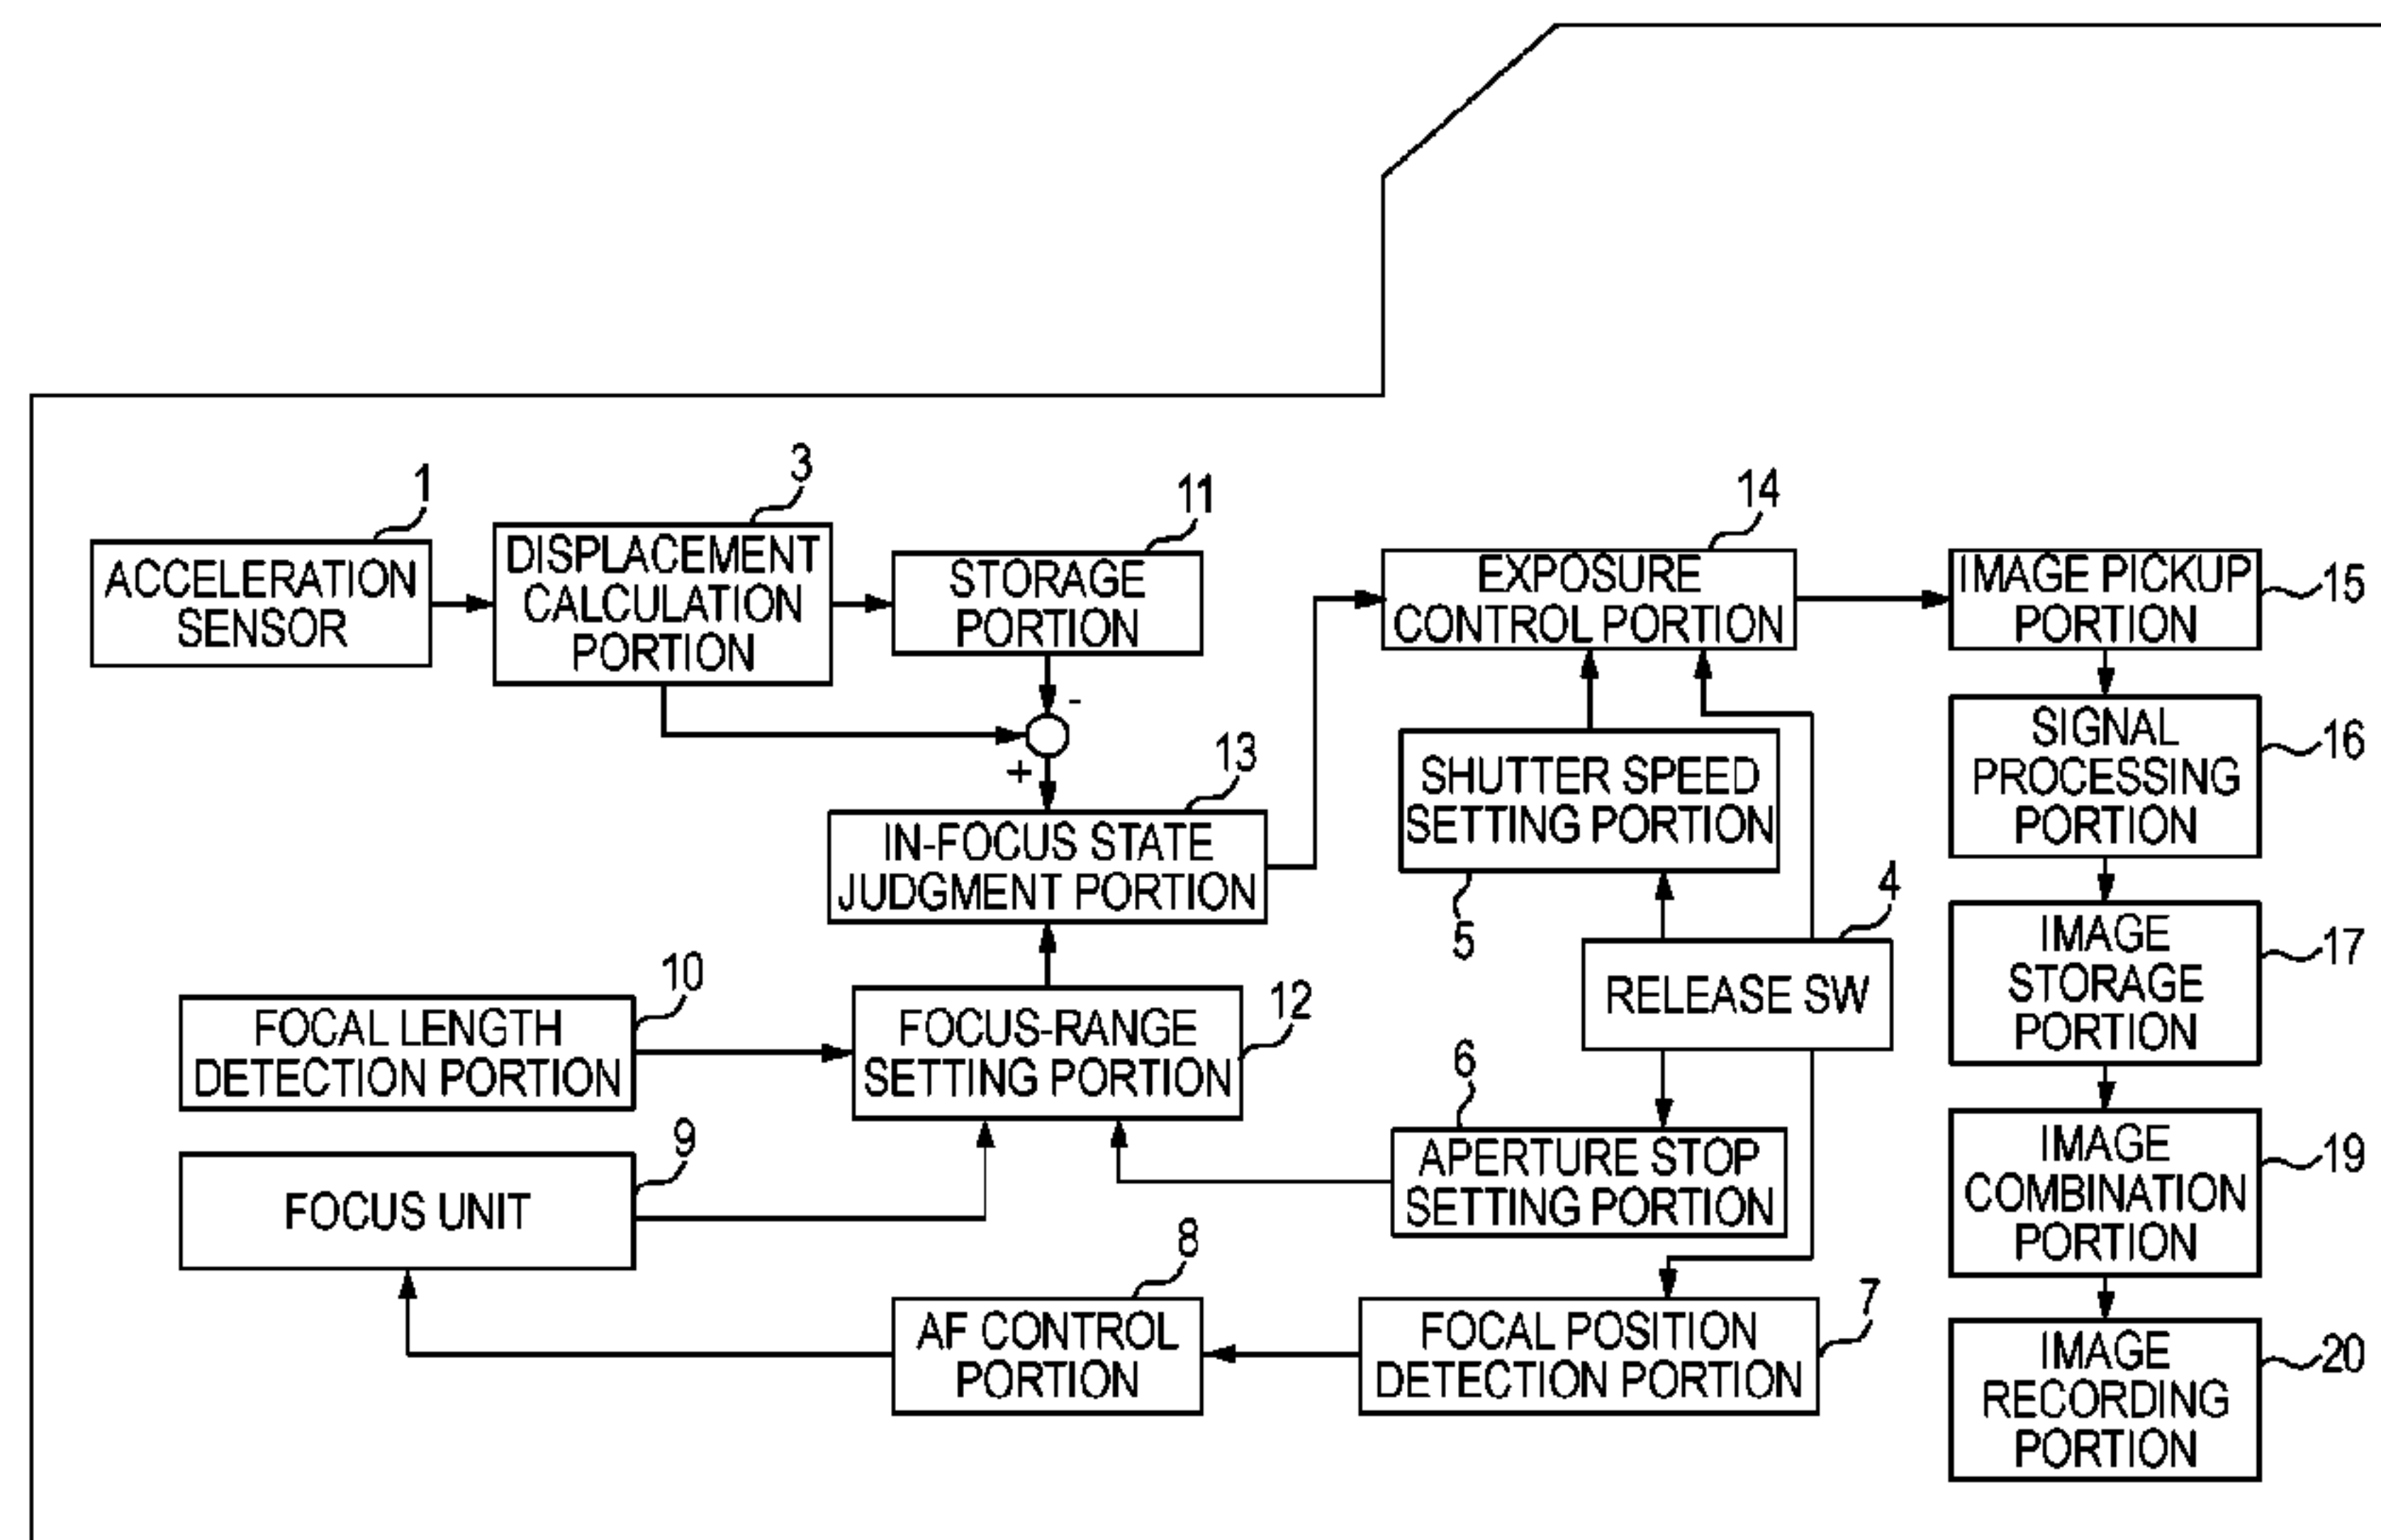 1
ACCELERATION
SENSOR
3
DISPLACEMENT
CALCULATION
PORTION
11
STORAGE
PORTION
-
+
13
IN-FOCUS STATE
JUDGMENT PORTION
10
FOCAL LENGTH
DETECTION PORTION
12
FOCUS-RANGE
SETTING PORTION
9
FOCUS UNIT
8
AF CONTROL
PORTION
14
EXPOSURE
CONTROL PORTION
SHUTTER SPEED
SETTING PORTION
5
4
RELEASE SW
6
APERTURE STOP
SETTING PORTION
7
FOCAL POSITION
DETECTION PORTION
IMAGE PICKUP
PORTION
15
SIGNAL
PROCESSING
PORTION
16
IMAGE
STORAGE
PORTION
17
IMAGE
COMBINATION
PORTION
19
IMAGE
RECORDING
PORTION
20